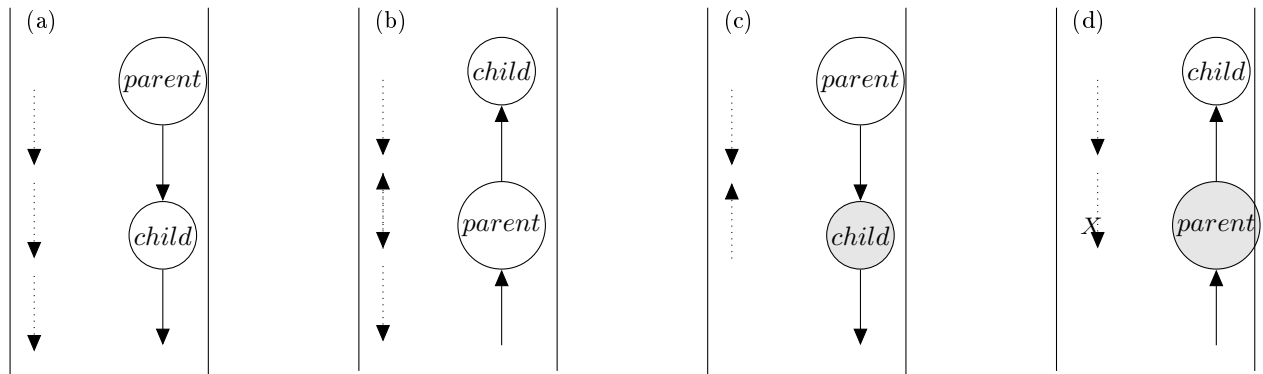 (a)
parent
child
(b)
child
parent
(c)
parent
child
(d)
child
X
parent